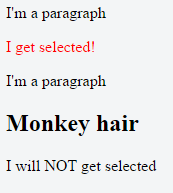 I'm a paragraph
I get selected!
I'm a paragraph
Monkey hair
I will NOT get selected